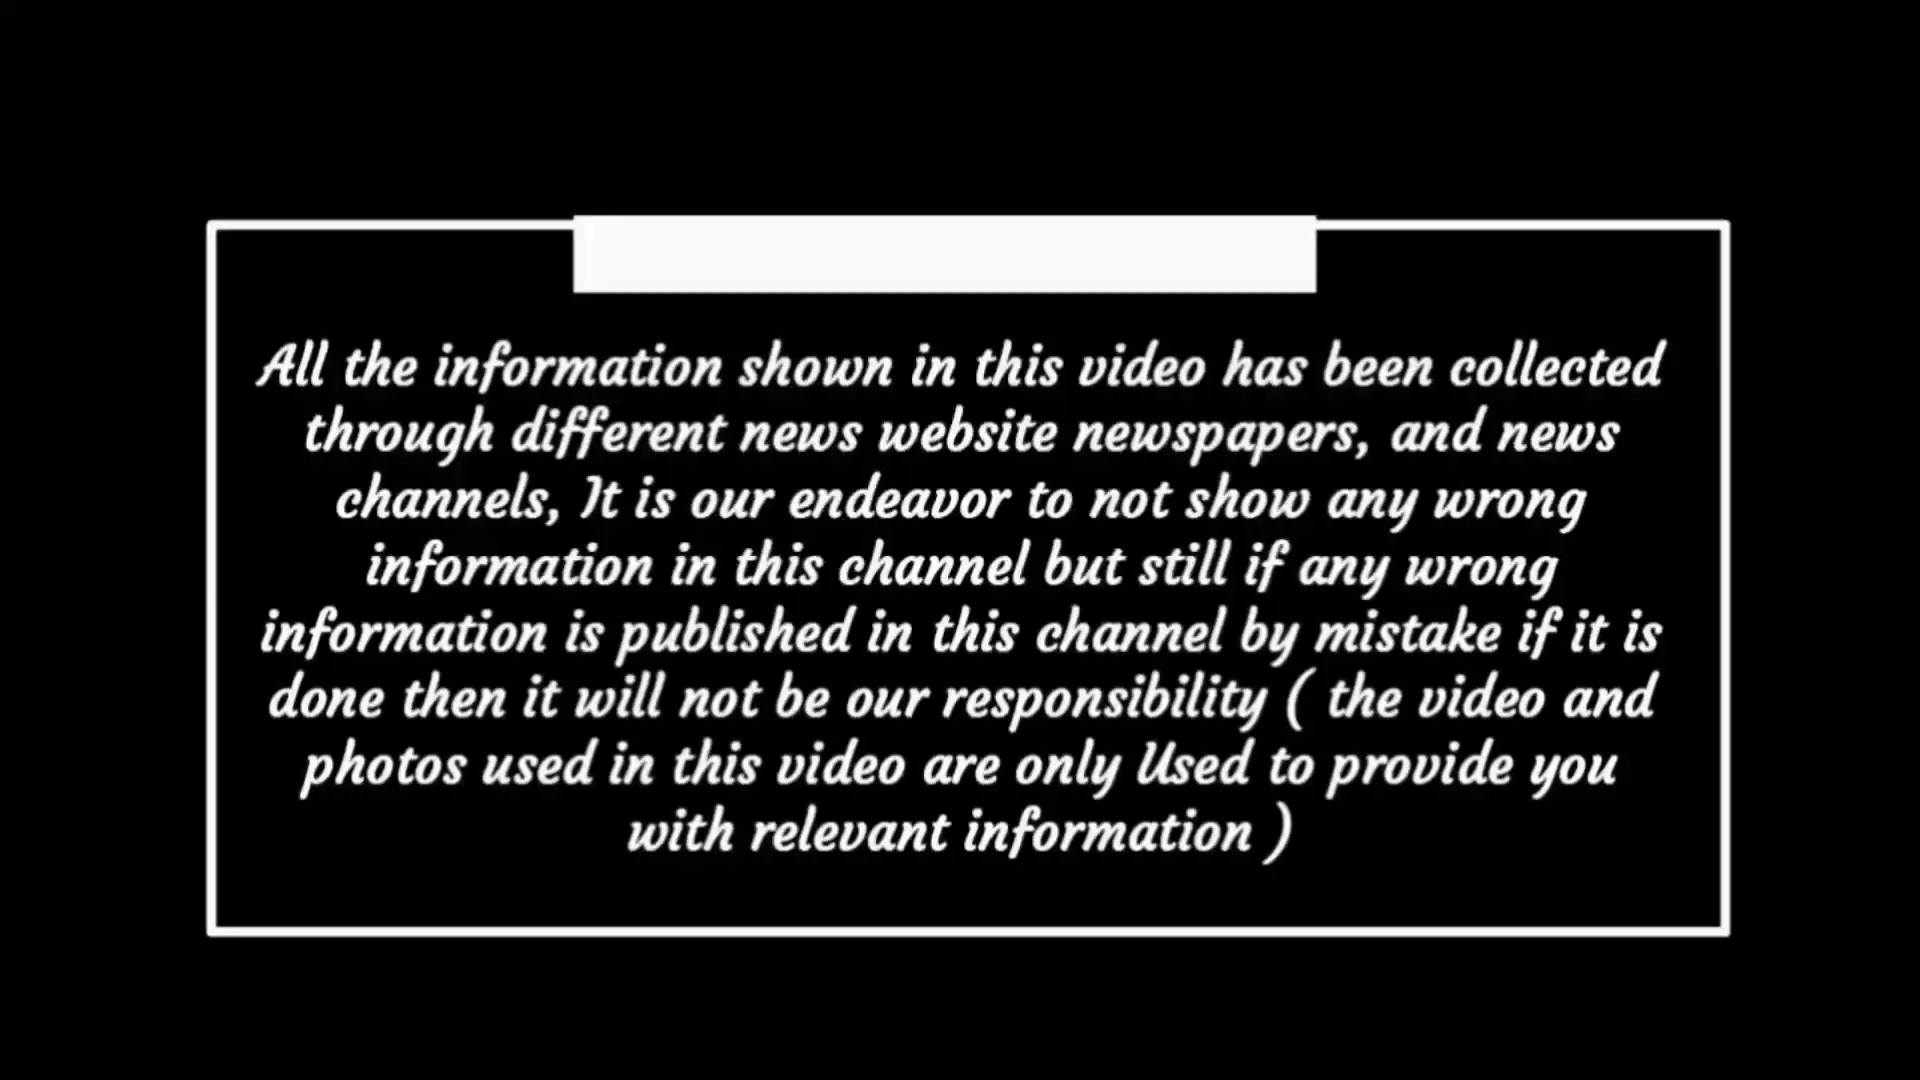 All the information shown in this video has been collected
through different news website newspapers, and news
channels, It is our endeavor to not show any wrong
information in this channel but still if any wrong
information is published in this channel by mistake if it is
done then it will not be our responsibility ( the video and
photos used in this video are only Used to provide you
with relevant information )